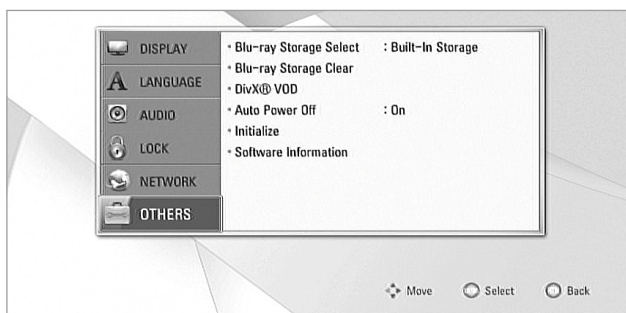 DISPLAY
LANGUAGE
AUDIO
LOCK
NETWORK
OTHERS
• Blu-ray Storage Select : Built-In Storage
• Blu-ray Storage Clear
• DivX® VOD
• Auto Power Off : On
• Initialize
• Software Information
Move Select Back